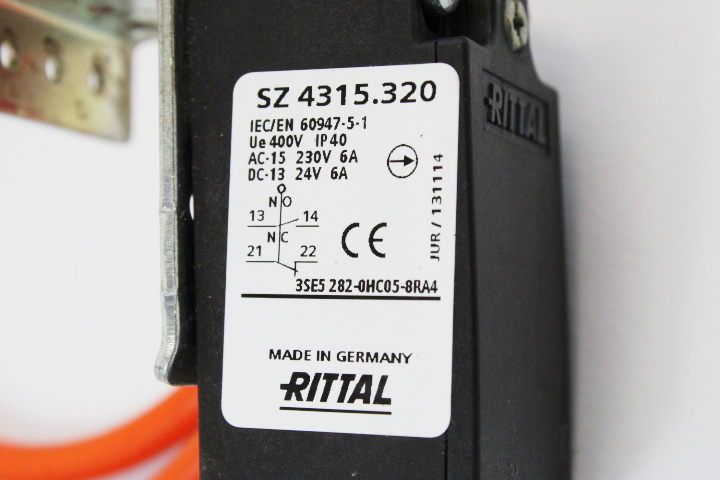 SZ 4315.320
IEC/EN 60947-5-1
Ue 400V IP40
AC-15 230V 6A
DC-13 24V 6A
NO
13 14
NC
21 22
CE
JUR / 131114
3SE5 282-0HC05-8RA4
MADE IN GERMANY
RITTAL
RITTAL